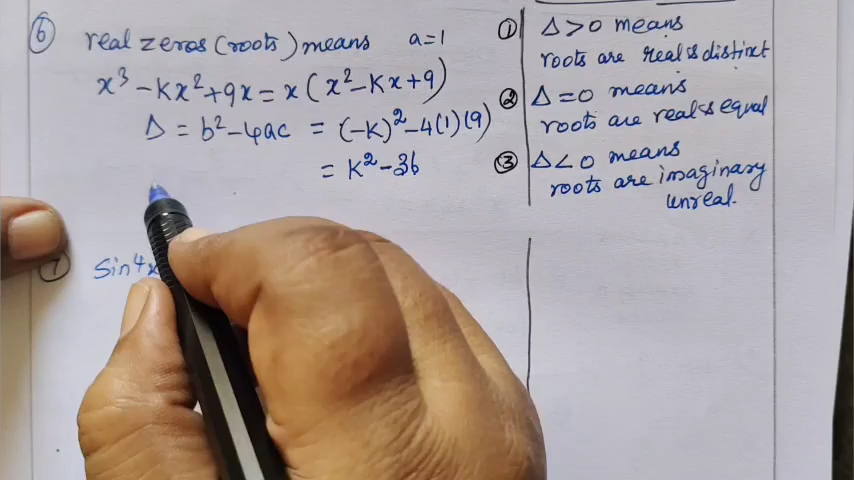 ⑥ real zeros (roots) means a=1
x³ - Kx² + 9x = x(x² - Kx + 9)
Δ = b² - 4ac = (-K)² - 4(1)(9)
= K² - 36
① Δ > 0 means
roots are real & distinct
② Δ = 0 means
roots are real & equal
③ Δ < 0 means
roots are imaginary
unreal.
⑦ Sin⁴x